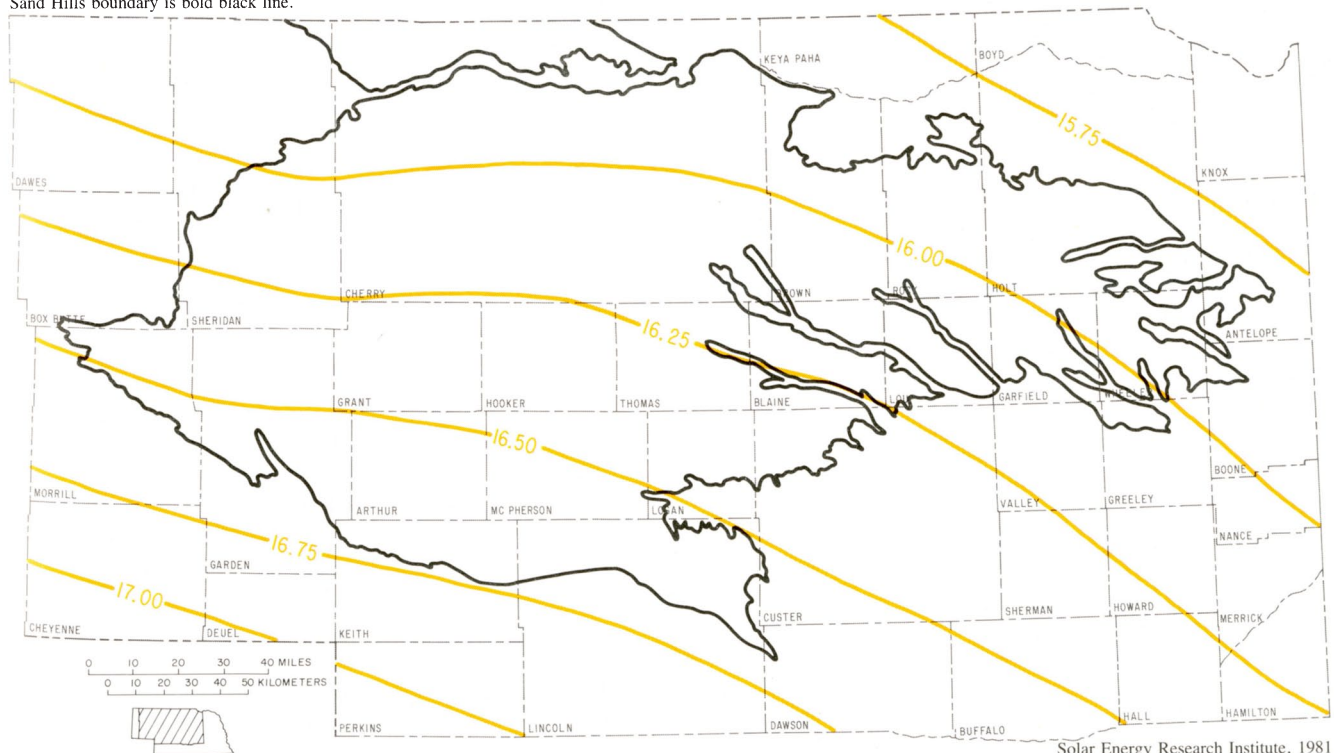 Sand Hills boundary is bold black line.
KEYA PAHA
BOYD
15.75
KNOX
DAWES
16.00
CHERRY
BROWN
ROCK
HOLT
BOX BUTTE
SHERIDAN
16.25
ANTELOPE
GRANT
HOOKER
THOMAS
BLAINE
LOUP
GARFIELD
WHEELER
16.50
BOONE
MORRILL
ARTHUR
MC PHERSON
LOGAN
VALLEY
GREELEY
NANCE
16.75
GARDEN
17.00
CUSTER
SHERMAN
HOWARD
MERRICK
CHEYENNE
DEUEL
KEITH
0 10 20 30 40 MILES
0 10 20 30 40 50 KILOMETERS
PERKINS
LINCOLN
DAWSON
BUFFALO
HALL
HAMILTON
Solar Energy Research Institute, 1981